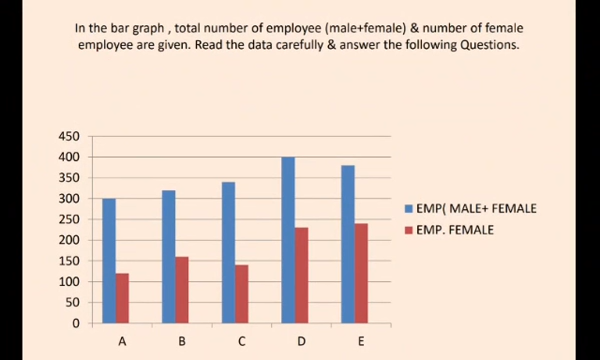 In the bar graph , total number of employee (male+female) & number of female
employee are given. Read the data carefully & answer the following Questions.
450
400
350
300
250
200
150
100
50
0
A B C D E
EMP( MALE+ FEMALE
EMP. FEMALE